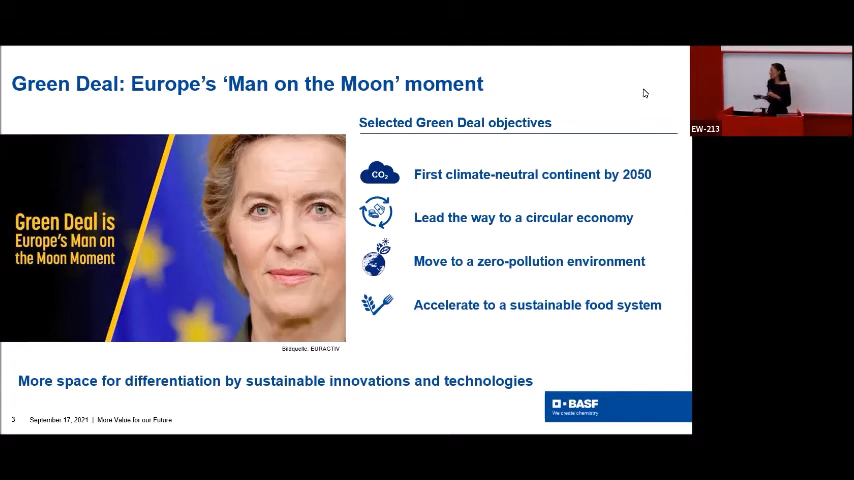 Green Deal: Europe’s ‘Man on the Moon’ moment
EW-213
Selected Green Deal objectives
CO2
First climate-neutral continent by 2050
Lead the way to a circular economy
Move to a zero-pollution environment
Accelerate to a sustainable food system
Green Deal is
Europe's Man on
the Moon Moment
Bildquelle: EURACTIV
More space for differentiation by sustainable innovations and technologies
BASF
We create chemistry
3 September 17, 2021 | More Value for our Future